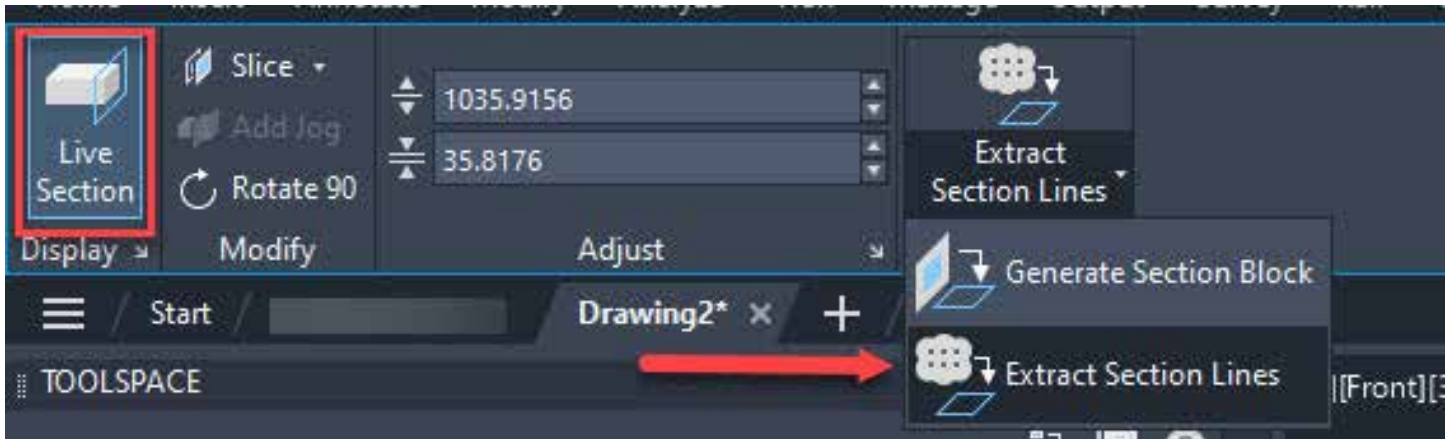 Slice
Add Jog
Rotate 90
Live
Section
1035.9156
35.8176
Extract
Section Lines
Display
Modify
Adjust
Generate Section Block
Extract Section Lines
Start
Drawing2*
TOOLSPACE
|[Front][3